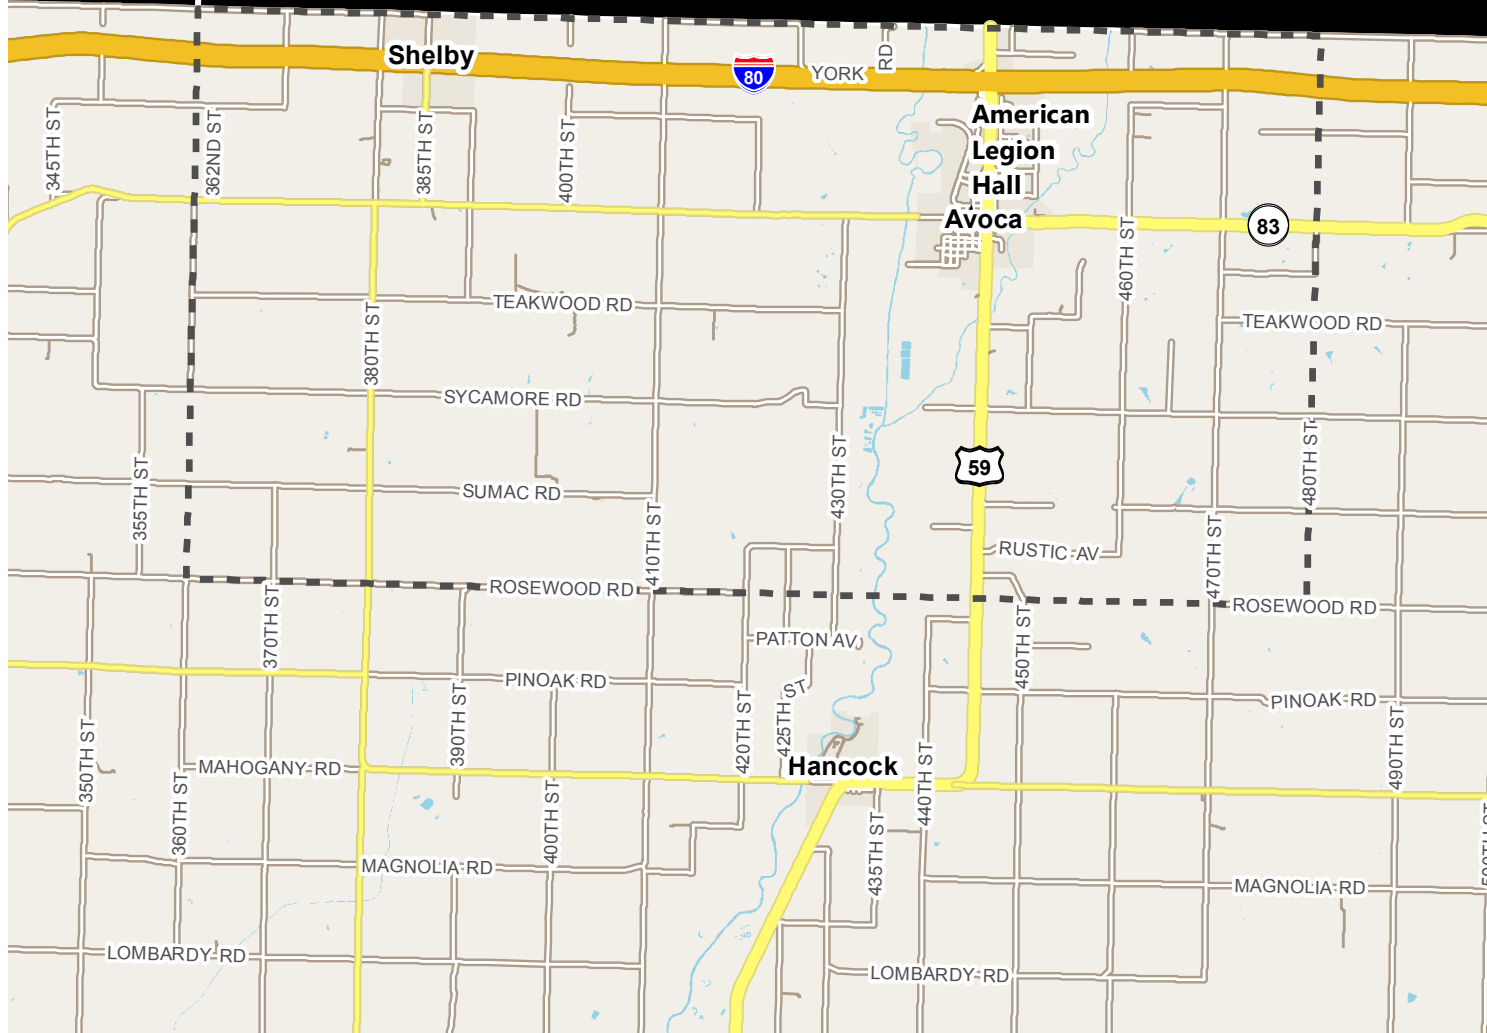 Shelby
80
YORK
RD
American
Legion
Hall
Avoca
345TH ST
362ND ST
385TH ST
400TH ST
83
460TH ST
TEAKWOOD RD
TEAKWOOD RD
380TH ST
SYCAMORE RD
430TH ST
59
480TH ST
355TH ST
SUMAC RD
410TH ST
470TH ST
RUSTIC AV
ROSEWOOD RD
ROSEWOOD RD
370TH ST
PATTON AV
450TH ST
PINOAK RD
425TH ST
PINOAK RD
350TH ST
390TH ST
420TH ST
490TH ST
MAHOGANY RD
Hancock
440TH ST
360TH ST
400TH ST
435TH ST
MAGNOLIA RD
MAGNOLIA RD
LOMBARDY RD
LOMBARDY RD